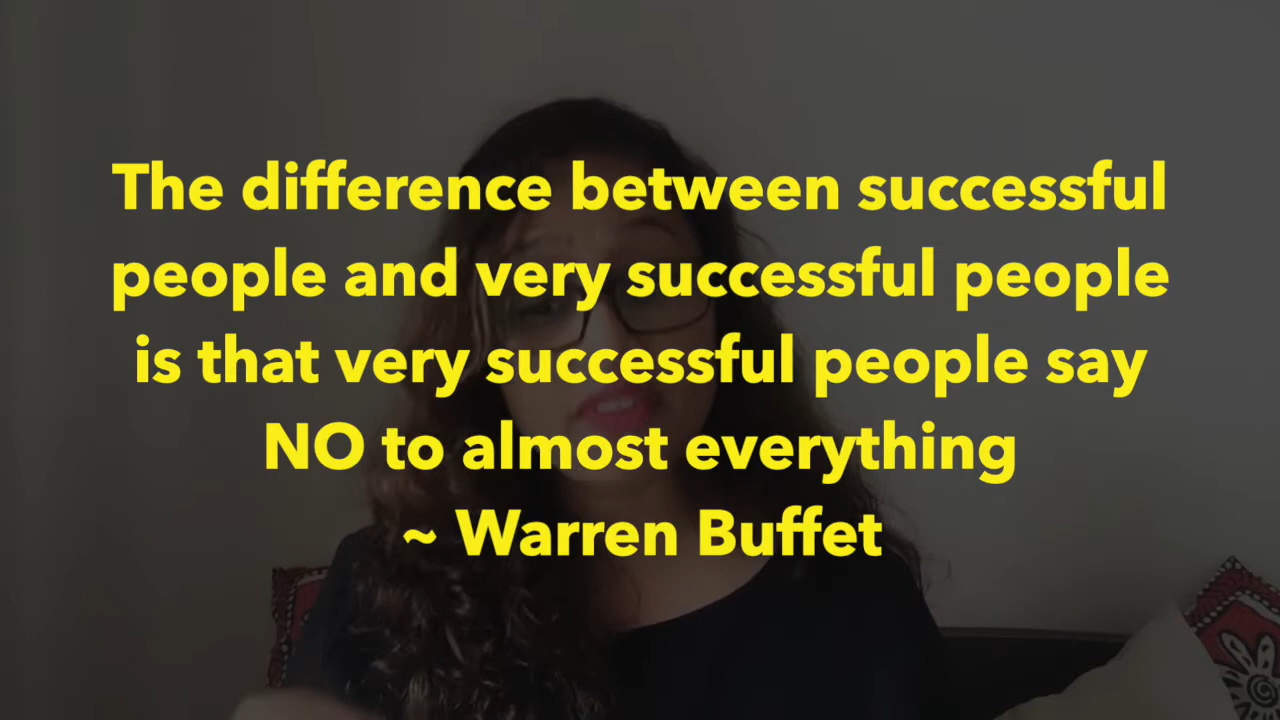 The difference between successful
people and very successful people
is that very successful people say
NO to almost everything
~ Warren Buffet